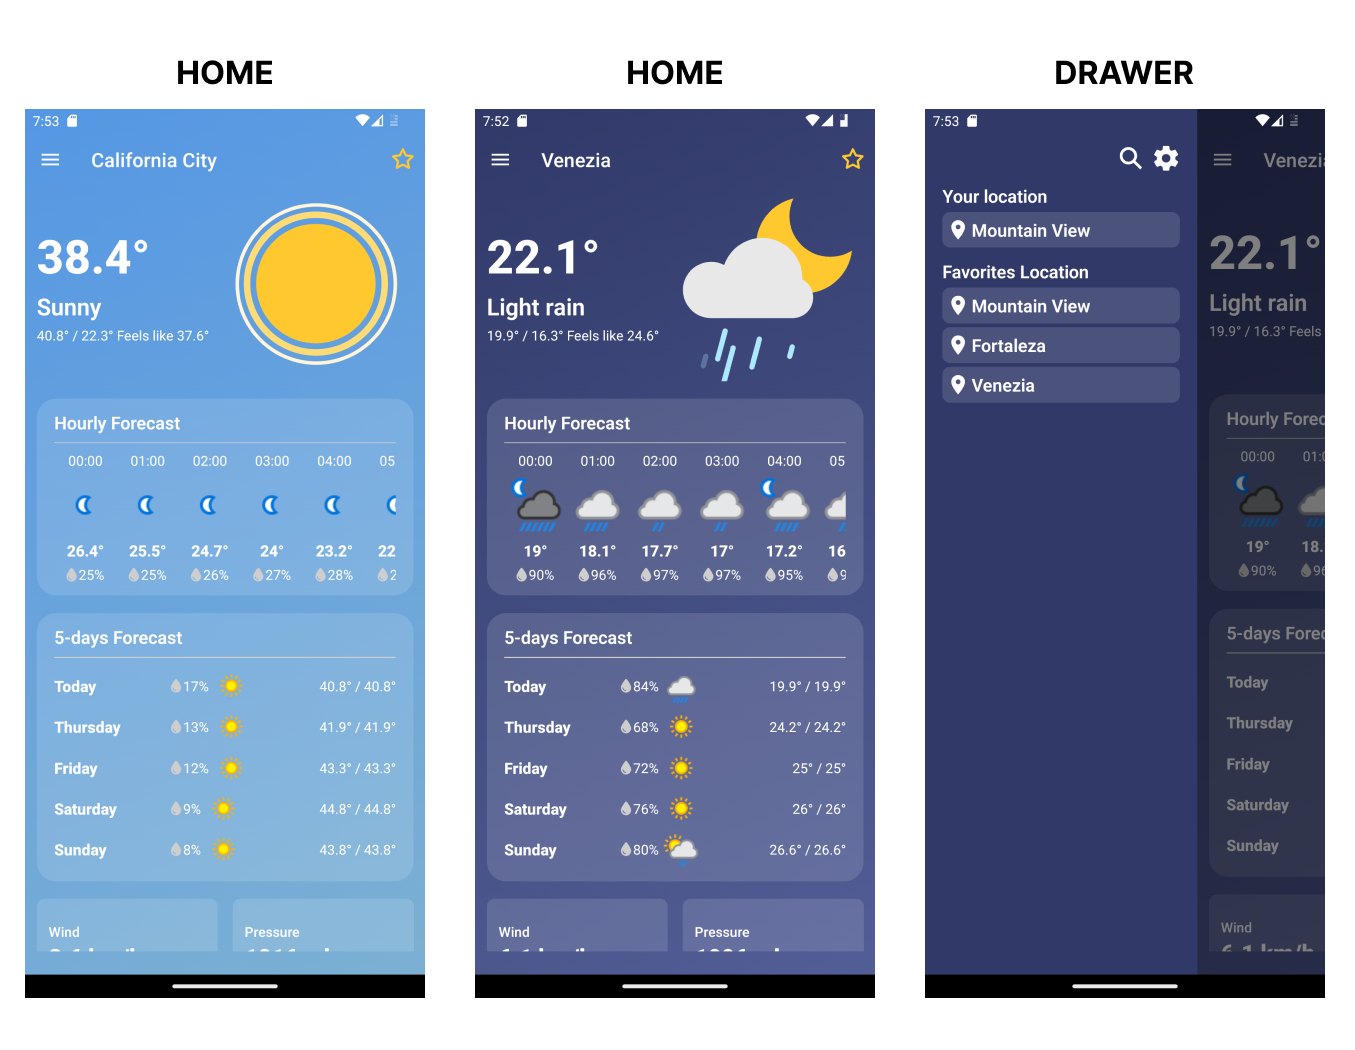 HOME
7:53
California City
38.4°
Sunny
40.8° / 22.3° Feels like 37.6°
Hourly Forecast
00:00 01:00 02:00 03:00 04:00 05
26.4° 25.5° 24.7° 24° 23.2° 22
25% 25% 26% 27% 28% 2
5-days Forecast
Today 17% 40.8° / 40.8°
Thursday 13% 41.9° / 41.9°
Friday 12% 43.3° / 43.3°
Saturday 9% 44.8° / 44.8°
Sunday 8% 43.8° / 43.8°
Wind Pressure
HOME
7:52
Venezia
22.1°
Light rain
19.9° / 16.3° Feels like 24.6°
Hourly Forecast
00:00 01:00 02:00 03:00 04:00 05
19° 18.1° 17.7° 17° 17.2° 16
90% 96% 97% 97% 95% 9
5-days Forecast
Today 84% 19.9° / 19.9°
Thursday 68% 24.2° / 24.2°
Friday 72% 25° / 25°
Saturday 76% 26° / 26°
Sunday 80% 26.6° / 26.6°
Wind Pressure
DRAWER
7:53
Your location
Mountain View
Favorites Location
Mountain View
Fortaleza
Venezia
Venezia
22.1°
Light rain
19.9° / 16.3° Feels
Hourly Forec
00:00 01:0
19° 18.
90% 96
5-days Forec
Today
Thursday
Friday
Saturday
Sunday
Wind
6.1 km/h